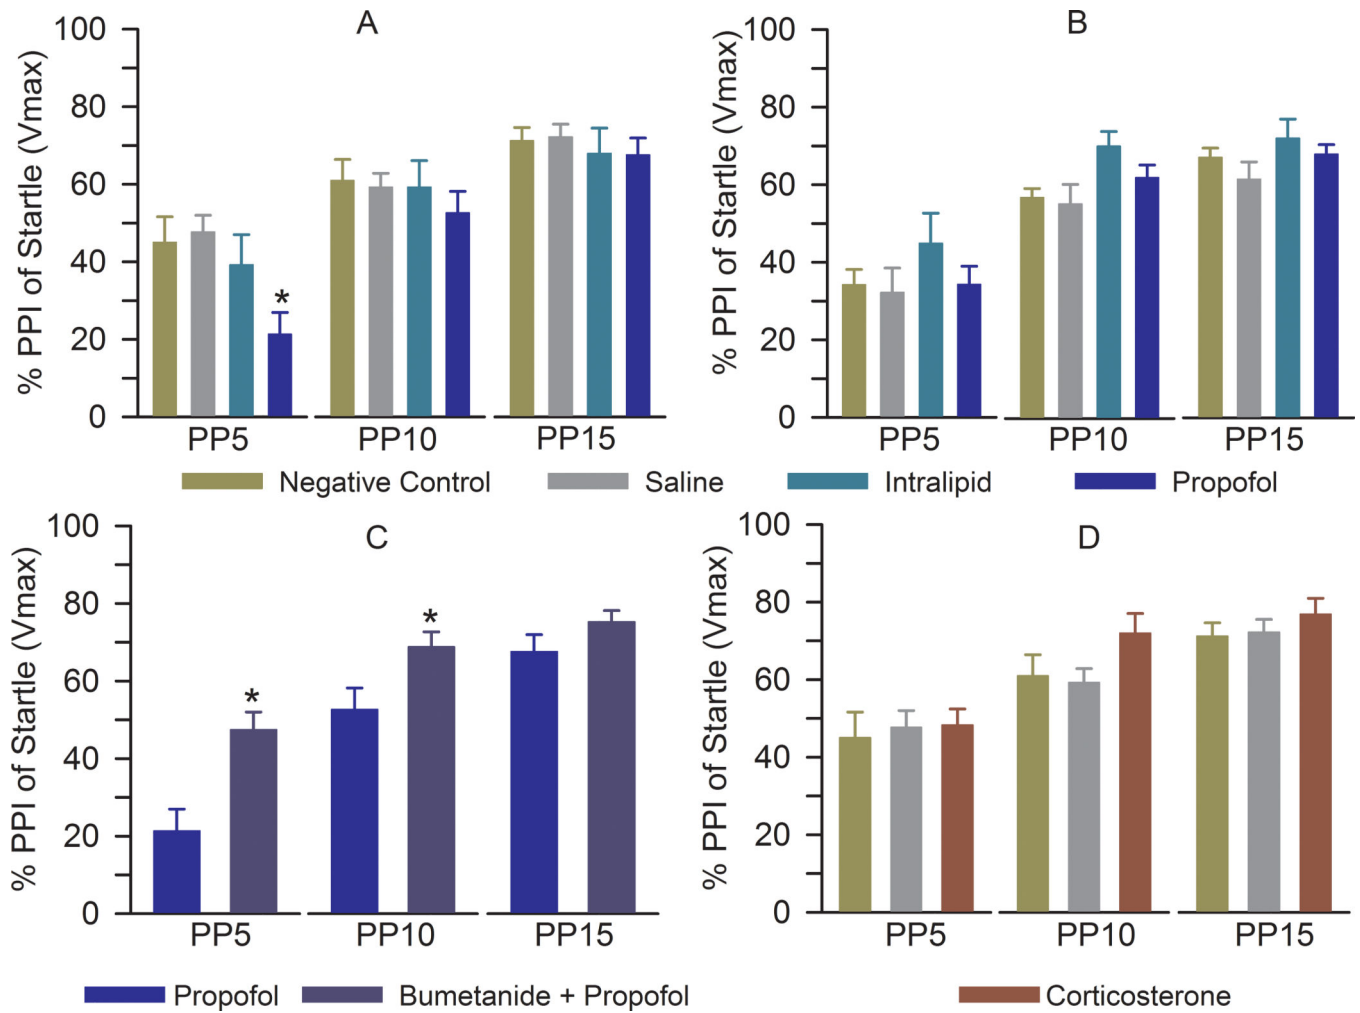 A
% PPI of Startle (Vmax)
100
80
60
40
20
0
*
PP5 PP10 PP15
B
% PPI of Startle (Vmax)
100
80
60
40
20
0
PP5 PP10 PP15
Negative Control Saline Intralipid Propofol
C
% PPI of Startle (Vmax)
100
80
60
40
20
0
* *
PP5 PP10 PP15
D
% PPI of Startle (Vmax)
100
80
60
40
20
0
PP5 PP10 PP15
Propofol Bumetanide + Propofol Corticosterone